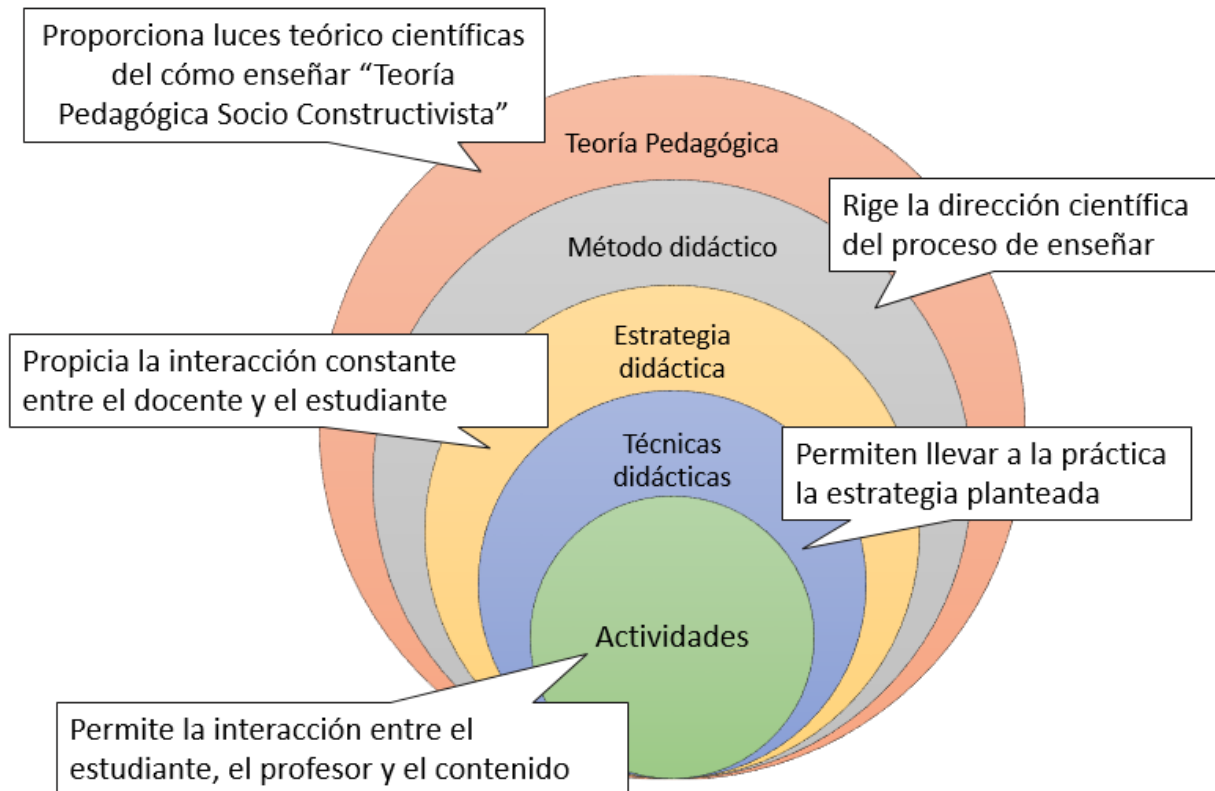 Proporciona luces teórico científicas
del cómo enseñar “Teoría
Pedagógica Socio Constructivista”
Teoría Pedagógica
Rige la dirección científica
del proceso de enseñar
Método didáctico
Estrategia
didáctica
Propicia la interacción constante
entre el docente y el estudiante
Técnicas
didácticas
Permiten llevar a la práctica
la estrategia planteada
Actividades
Permite la interacción entre el
estudiante, el profesor y el contenido